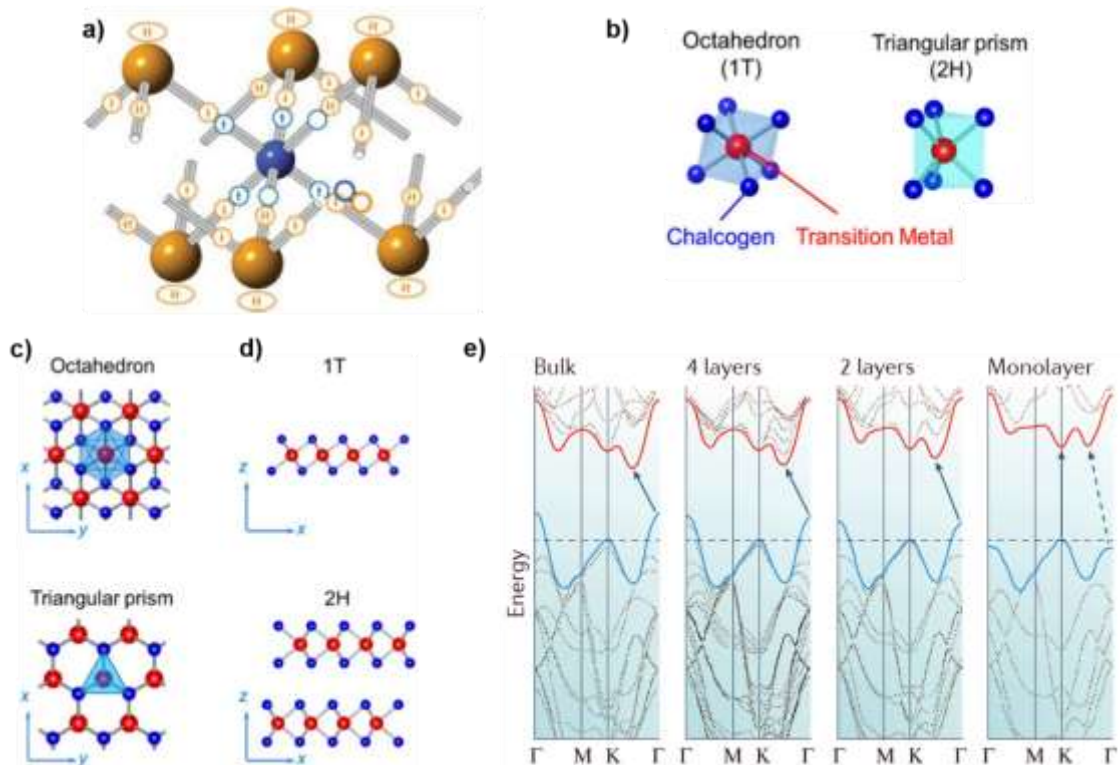 a)
b)
Octahedron
(1T)
Triangular prism
(2H)
Chalcogen
Transition Metal
c)
Octahedron
x
y
Triangular prism
x
y
d)
1T
z
x
2H
z
x
e)
Bulk
4 layers
2 layers
Monolayer
Energy
Γ M K Γ
Γ M K Γ
Γ M K Γ
Γ M K Γ